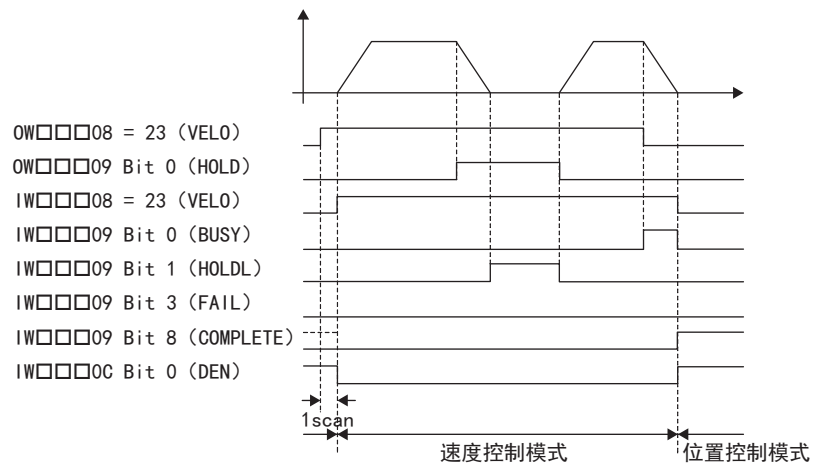 OW□□□08 = 23 (VELO)
OW□□□09 Bit 0 (HOLD)
IW□□□08 = 23 (VELO)
IW□□□09 Bit 0 (BUSY)
IW□□□09 Bit 1 (HOLDL)
IW□□□09 Bit 3 (FAIL)
IW□□□09 Bit 8 (COMPLETE)
IW□□□0C Bit 0 (DEN)
1scan
速度控制模式 位置控制模式